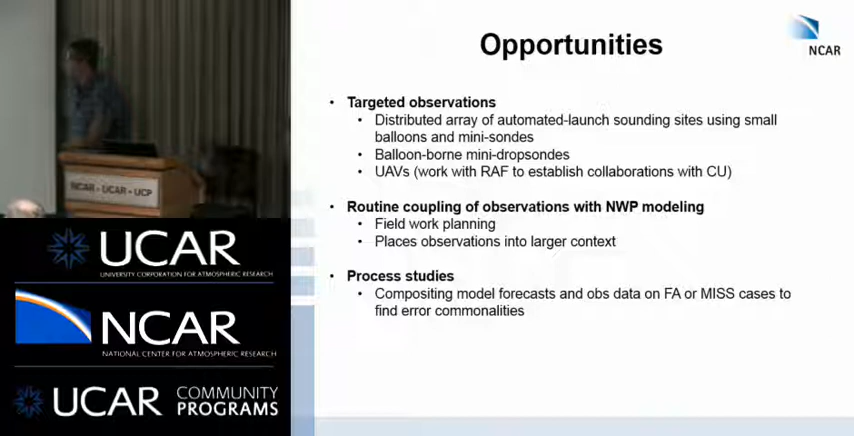 Opportunities
NCAR
• Targeted observations
• Distributed array of automated-launch sounding sites using small
balloons and mini-sondes
• Balloon-borne mini-dropsondes
• UAVs (work with RAF to establish collaborations with CU)
• Routine coupling of observations with NWP modeling
• Field work planning
• Places observations into larger context
• Process studies
• Compositing model forecasts and obs data on FA or MISS cases to
find error commonalities
NCAR • UCAR • UCP
UCAR
UNIVERSITY CORPORATION FOR ATMOSPHERIC RESEARCH
NCAR
NATIONAL CENTER FOR ATMOSPHERIC RESEARCH
UCAR COMMUNITY
PROGRAMS